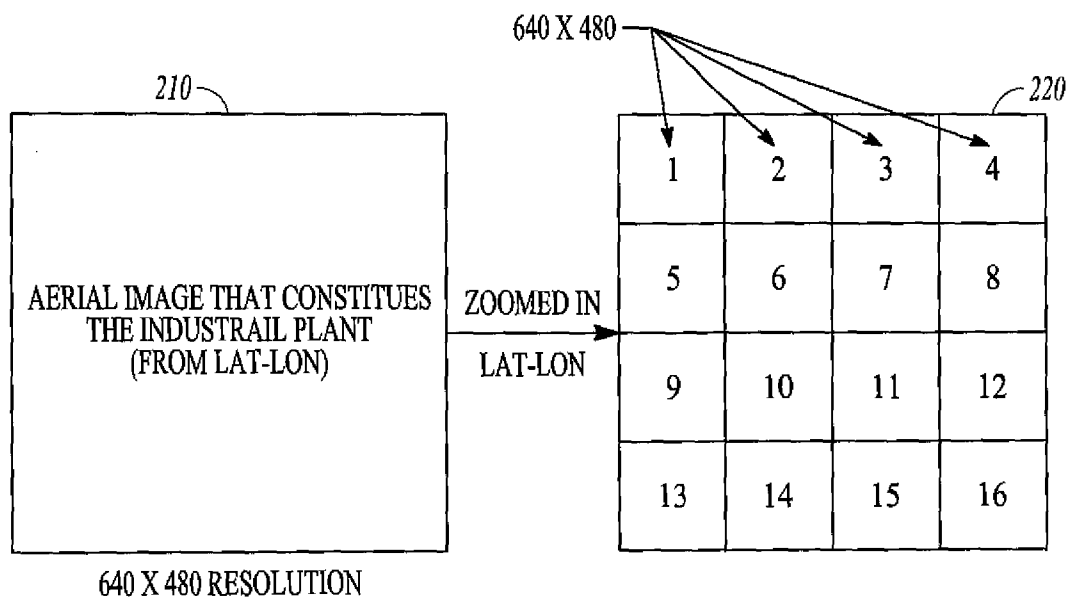 640 X 480
210
220
AERIAL IMAGE THAT CONSTITUES
THE INDUSTRAIL PLANT
(FROM LAT-LON)
640 X 480 RESOLUTION
ZOOMED IN
LAT-LON
1 2 3 4
5 6 7 8
9 10 11 12
13 14 15 16